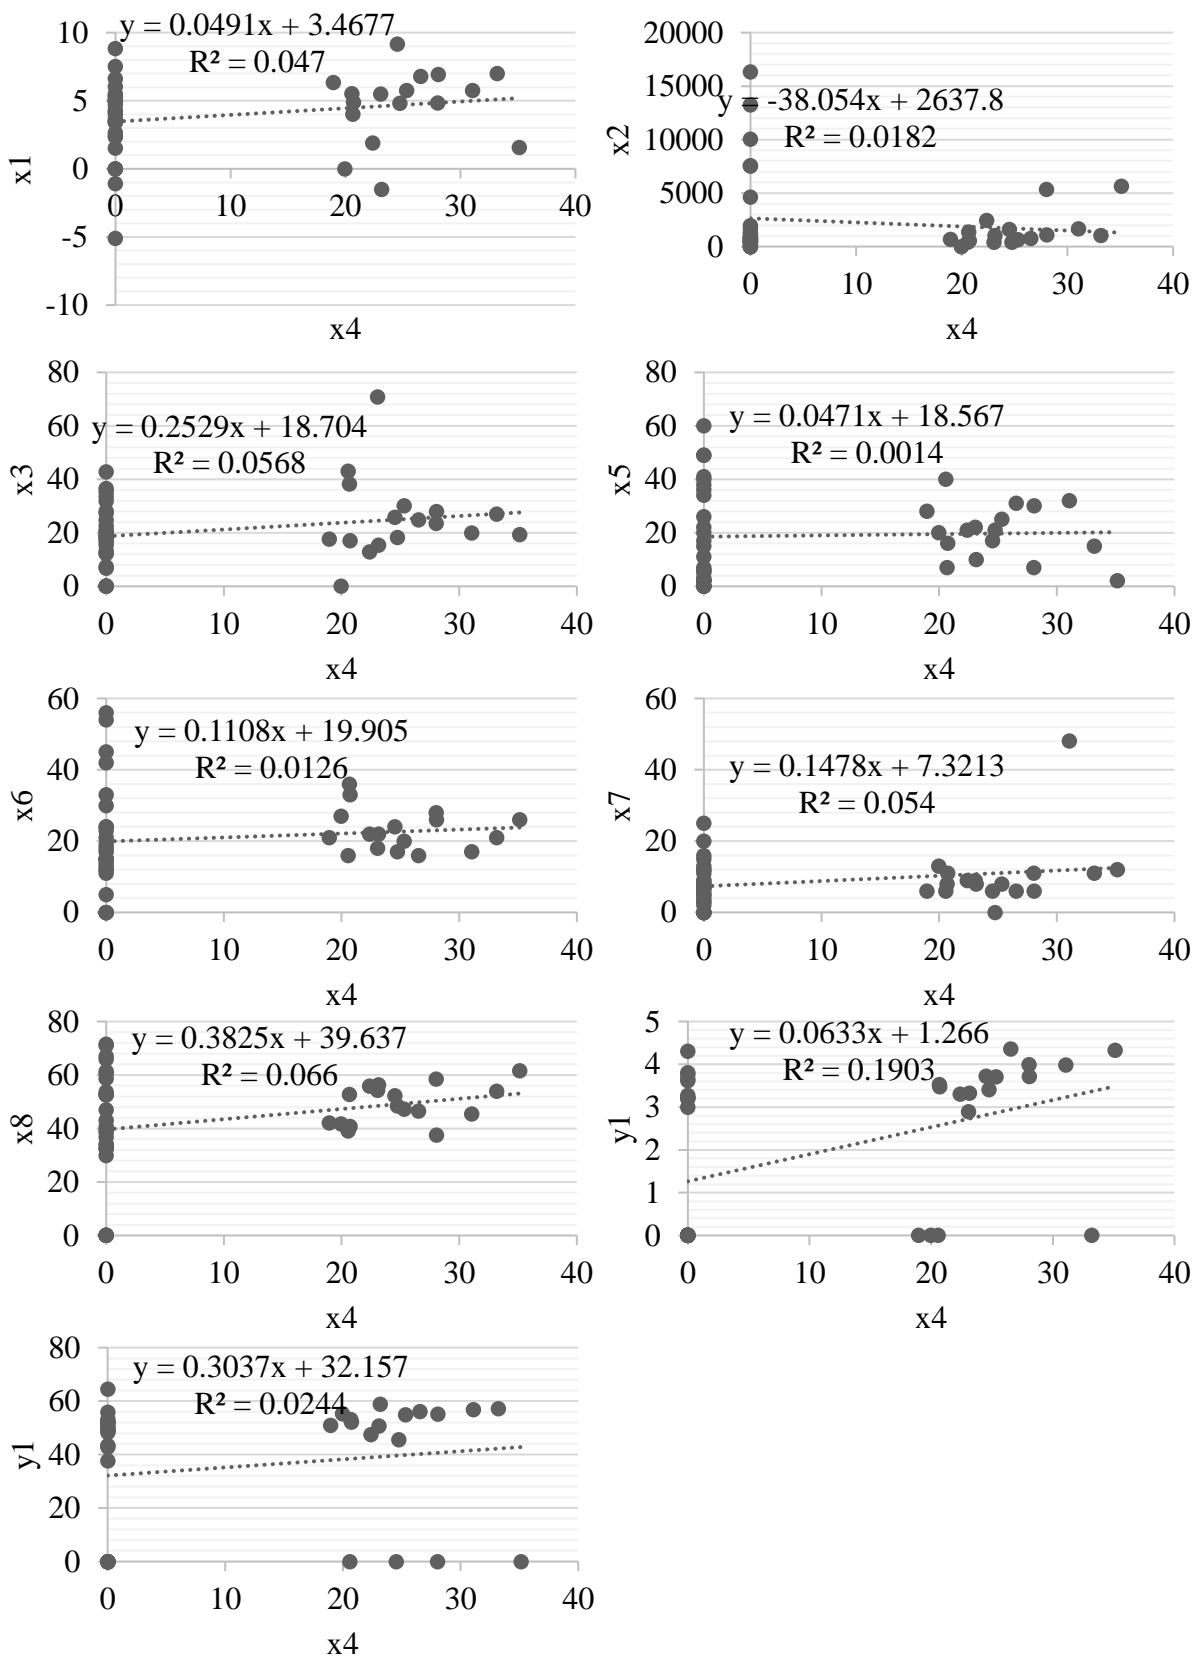 y = 0.0491x + 3.4677
R² = 0.047
10
5
0
-5
-10
0
10
20
30
40
x1
x4
20000
15000
10000
5000
0
y = -38.054x + 2637.8
R² = 0.0182
0
10
20
30
40
x2
x4
80
60
40
20
0
y = 0.2529x + 18.704
R² = 0.0568
0
10
20
30
40
x3
x4
80
60
40
20
0
y = 0.0471x + 18.567
R² = 0.0014
0
10
20
30
40
x5
x4
60
40
20
0
y = 0.1108x + 19.905
R² = 0.0126
0
10
20
30
40
x6
x4
60
40
20
0
y = 0.1478x + 7.3213
R² = 0.054
0
10
20
30
40
x7
x4
80
60
40
20
0
y = 0.3825x + 39.637
R² = 0.066
0
10
20
30
40
x8
x4
5
4
3
2
1
0
y = 0.0633x + 1.266
R² = 0.1903
0
10
20
30
40
y1
x4
80
60
40
20
0
y = 0.3037x + 32.157
R² = 0.0244
0
10
20
30
40
y1
x4